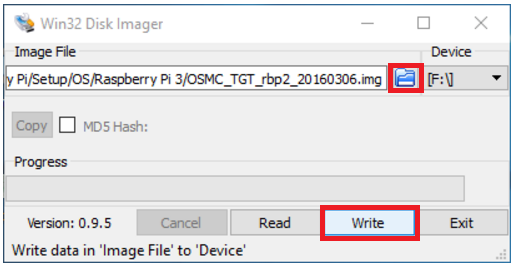 Win32 Disk Imager
Image File
Device
y Pi/Setup/OS/Raspberry Pi 3/OSMC_TGT_rbp2_20160306.img
[F:\]
Copy
MD5 Hash:
Progress
Version: 0.9.5
Cancel
Read
Write
Exit
Write data in 'Image File' to 'Device'